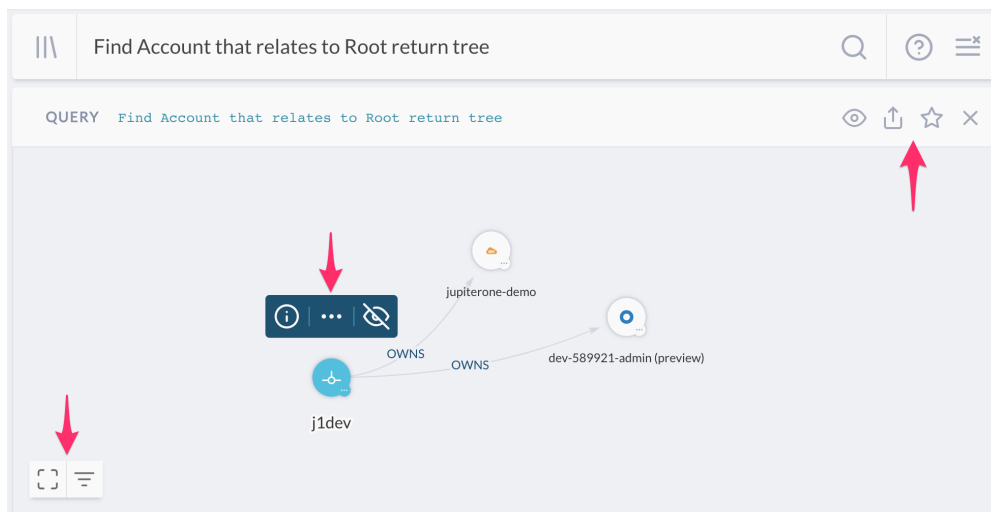 Find Account that relates to Root return tree
QUERY Find Account that relates to Root return tree
jupiterone-demo
OWNS
dev-589921-admin (preview)
OWNS
j1dev